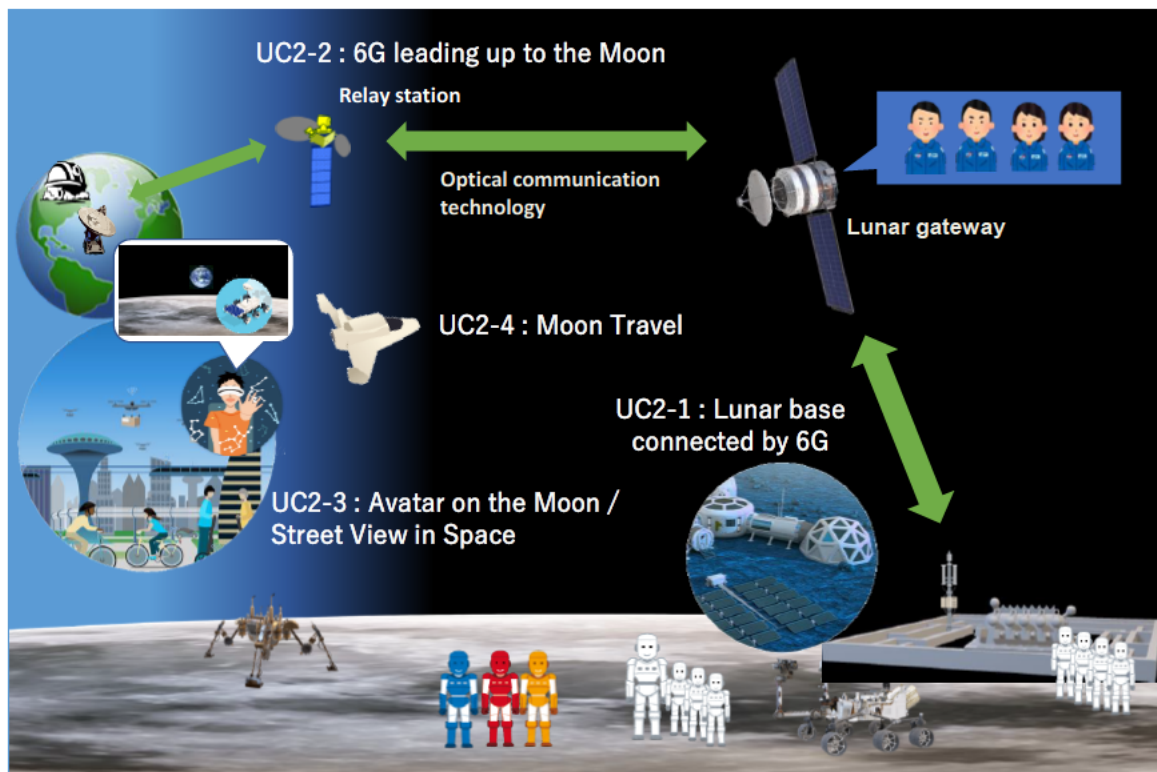 UC2-2 : 6G leading up to the Moon
Relay station
Optical communication
technology
Lunar gateway
UC2-4 : Moon Travel
UC2-1 : Lunar base
connected by 6G
UC2-3 : Avatar on the Moon /
Street View in Space